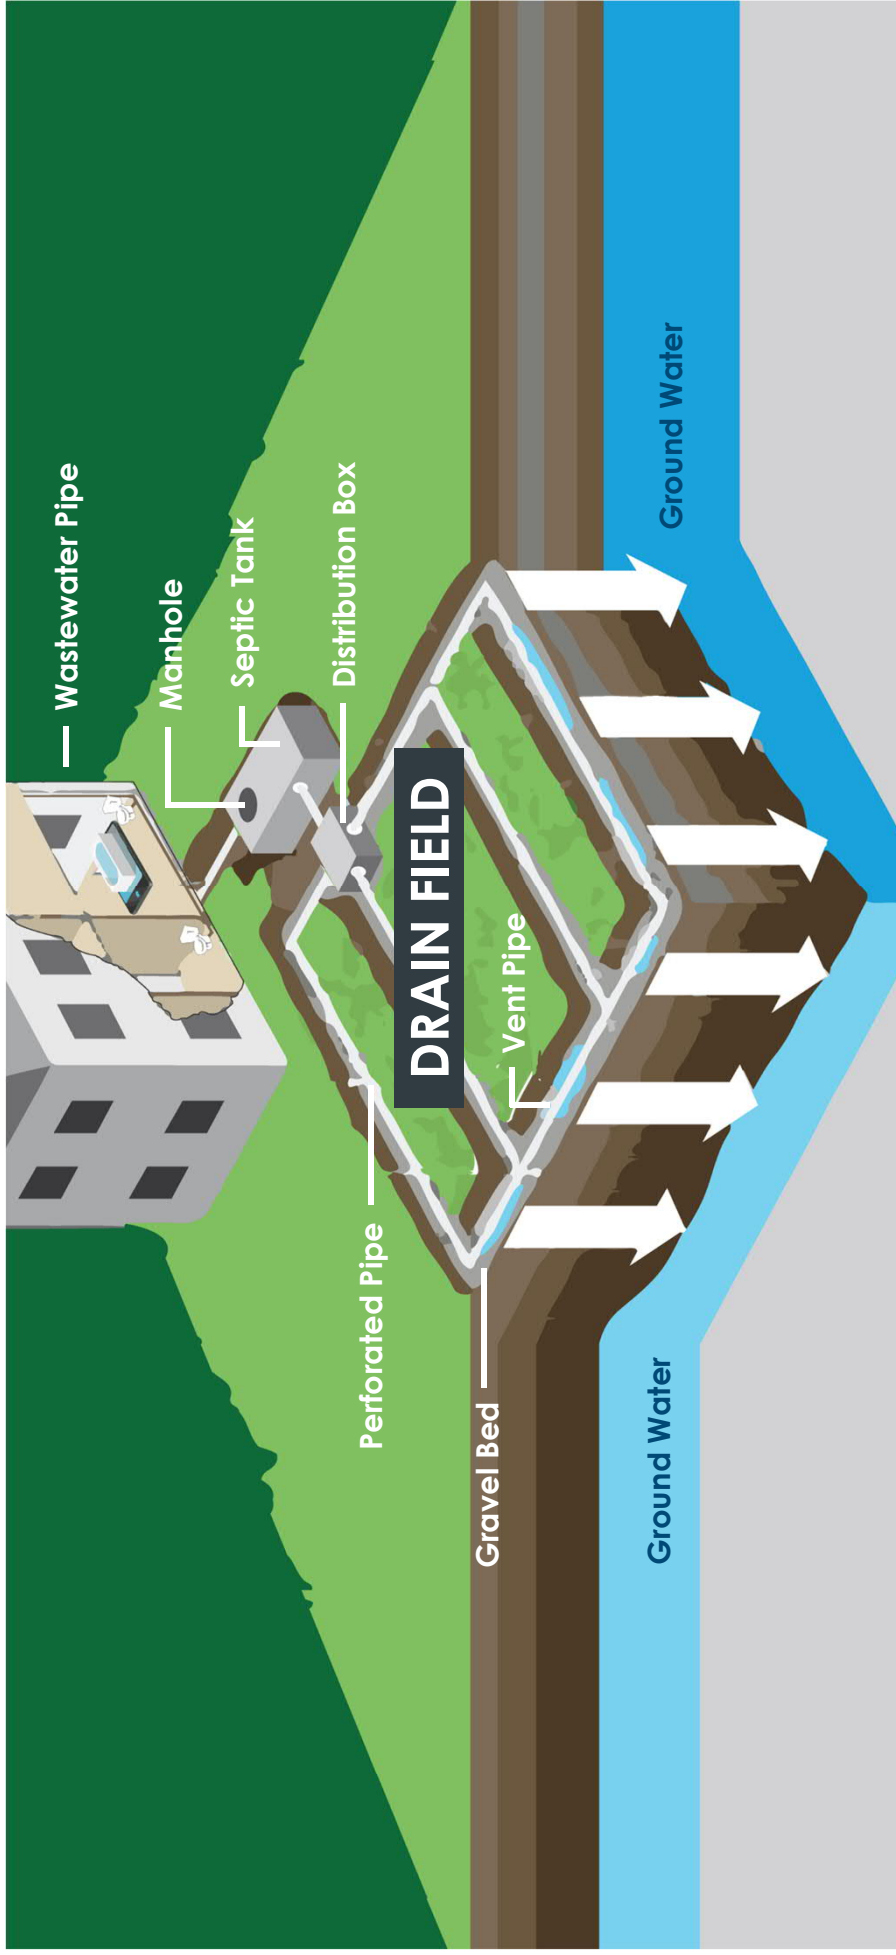 Wastewater Pipe
Manhole
Septic Tank
Distribution Box
Perforated Pipe
DRAIN FIELD
Gravel Bed
Vent Pipe
Ground Water
Ground Water